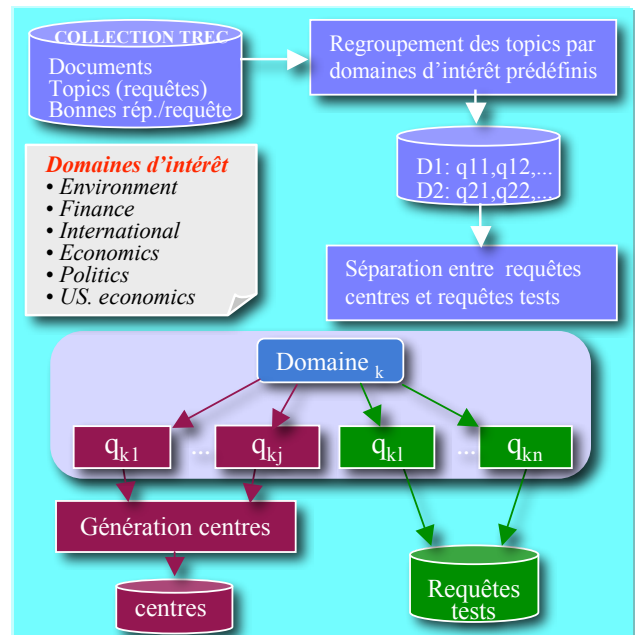 COLLECTION TREC
Documents
Topics (requêtes)
Bonnes rép./requête
Regroupement des topics par
domaines d’intérêt prédéfinis
D1: q11,q12,...
D2: q21,q22,...
Domaines d’intérêt
• Environment
• Finance
• International
• Economics
• Politics
• US. economics
Séparation entre requêtes
centres et requêtes tests
Domaine k
qk1 ... qkj qkl ... qkn
Génération centres
centres
Requêtes
tests